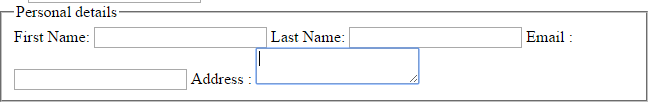 Personal details
First Name: Last Name: Email :
Address :